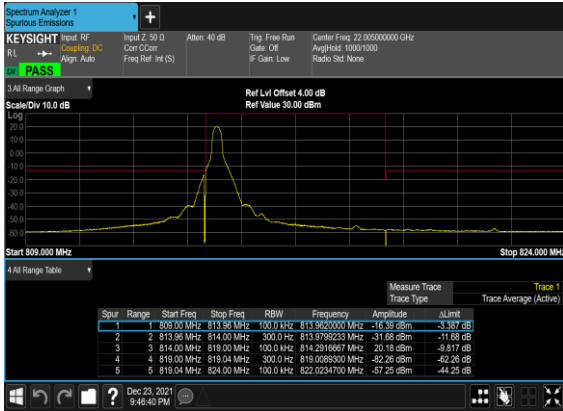 Spectrum Analyzer 1
Spurious Emissions
+
KEYSIGHT Input: RF Input Z: 50 Ω Atten: 40 dB Trig: Free Run Center Freq: 22.005000000 GHz
RL Coupling: DC Corr CCorr Gate: Off Avg|Hold: 1000/1000
Align: Auto Freq Ref: Int (S) IF Gain: Low Radio Std: None
PASS
3 All Range Graph
Ref Lvl Offset 4.00 dB
Scale/Div 10.0 dB Ref Value 30.00 dBm
Log
20.0
10.0
0.00
-10.0
-20.0
-30.0
-40.0
-50.0
-60.0
Start 809.000 MHz Stop 824.000 MHz
4 All Range Table
Measure Trace Trace 1
Trace Type Trace Average (Active)
Spur Range Start Freq Stop Freq RBW Frequency Amplitude ΔLimit
1 1 809.00 MHz 813.96 MHz 100.0 kHz 813.9620000 MHz -16.39 dBm -3.387 dB
2 2 813.96 MHz 814.00 MHz 300.0 Hz 813.9799233 MHz -31.68 dBm -11.68 dB
3 3 814.00 MHz 819.00 MHz 100.0 kHz 814.2916667 MHz 20.18 dBm -9.817 dB
4 4 819.00 MHz 819.04 MHz 300.0 Hz 819.0089300 MHz -82.26 dBm -62.26 dB
5 5 819.04 MHz 824.00 MHz 100.0 kHz 822.0234700 MHz -57.25 dBm -44.25 dB
? Dec 23, 2021
9:46:40 PM